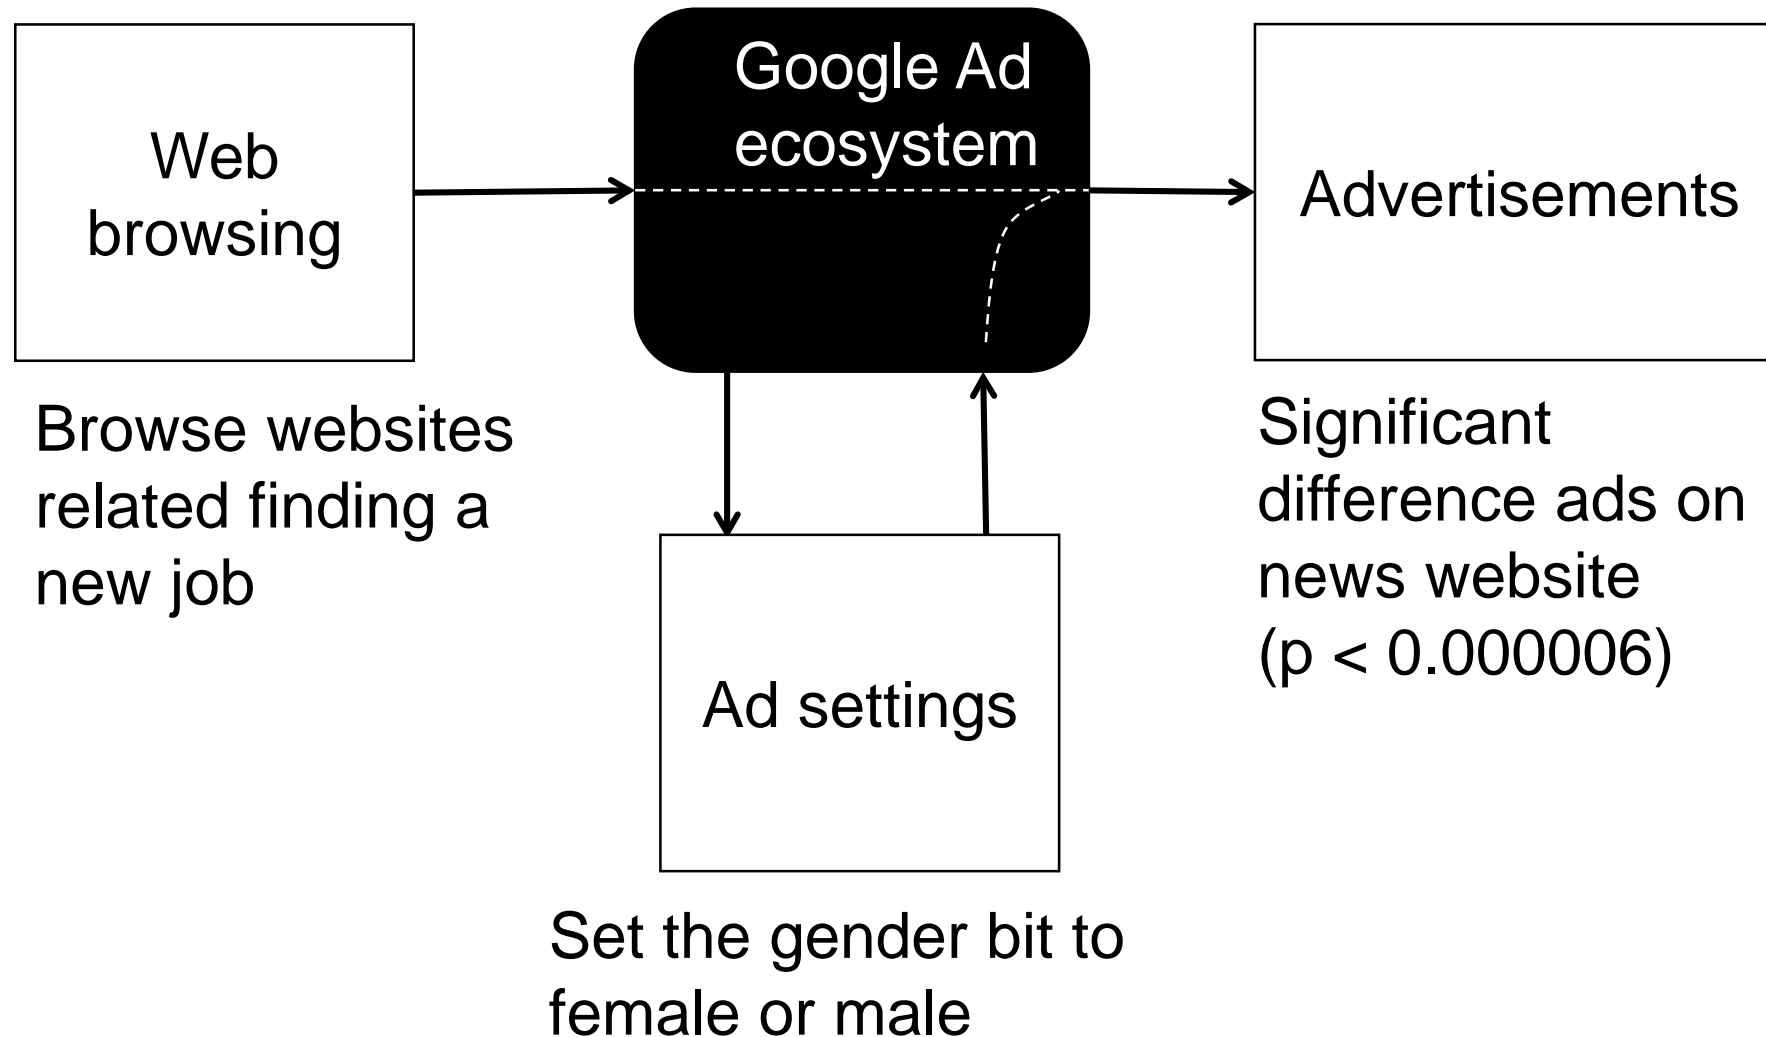 Web
browsing
Google Ad
ecosystem
Advertisements
Browse websites
related finding a
new job
Significant
difference ads on
news website
(p < 0.000006)
Ad settings
Set the gender bit to
female or male